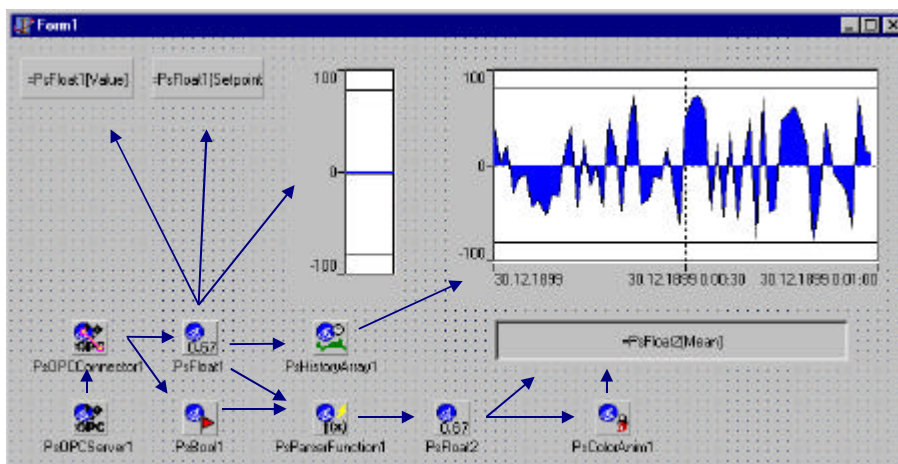 Form1
=PsFloat1[Value]
=PsFloat1[Setpoint
100
0
-100
100
0
-100
30.12.1899
30.12.1899 0:00:30
30.12.1899 0:01:00
=PsFloat2[Mean]
OPC
PsOPCConnector1
0.67
PsFloat1
PsHistoryArray1
OPC
PsOPCServer1
PsBool1
f(x)
PsParserFunction1
0.67
PsFloat2
PsColorAnim1